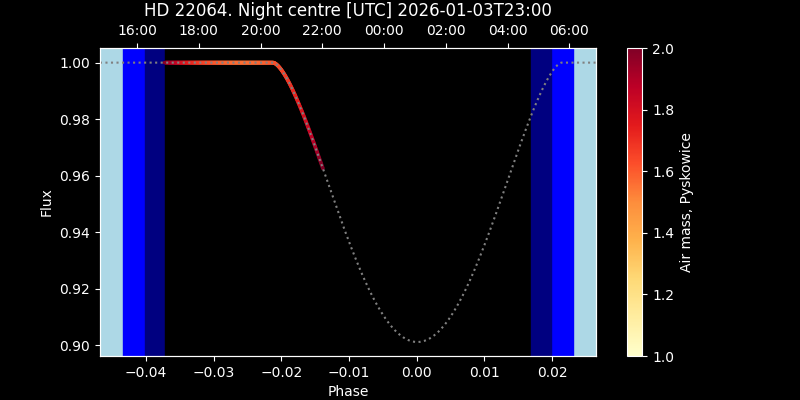 HD 22064. Night centre [UTC] 2026-01-03T23:00
16:00 18:00 20:00 22:00 00:00 02:00 04:00 06:00
1.00
0.98
0.96
0.94
0.92
0.90
Flux
−0.04 −0.03 −0.02 −0.01 0.00 0.01 0.02
Phase
2.0
1.8
1.6
1.4
1.2
1.0
Air mass, Pyskowice